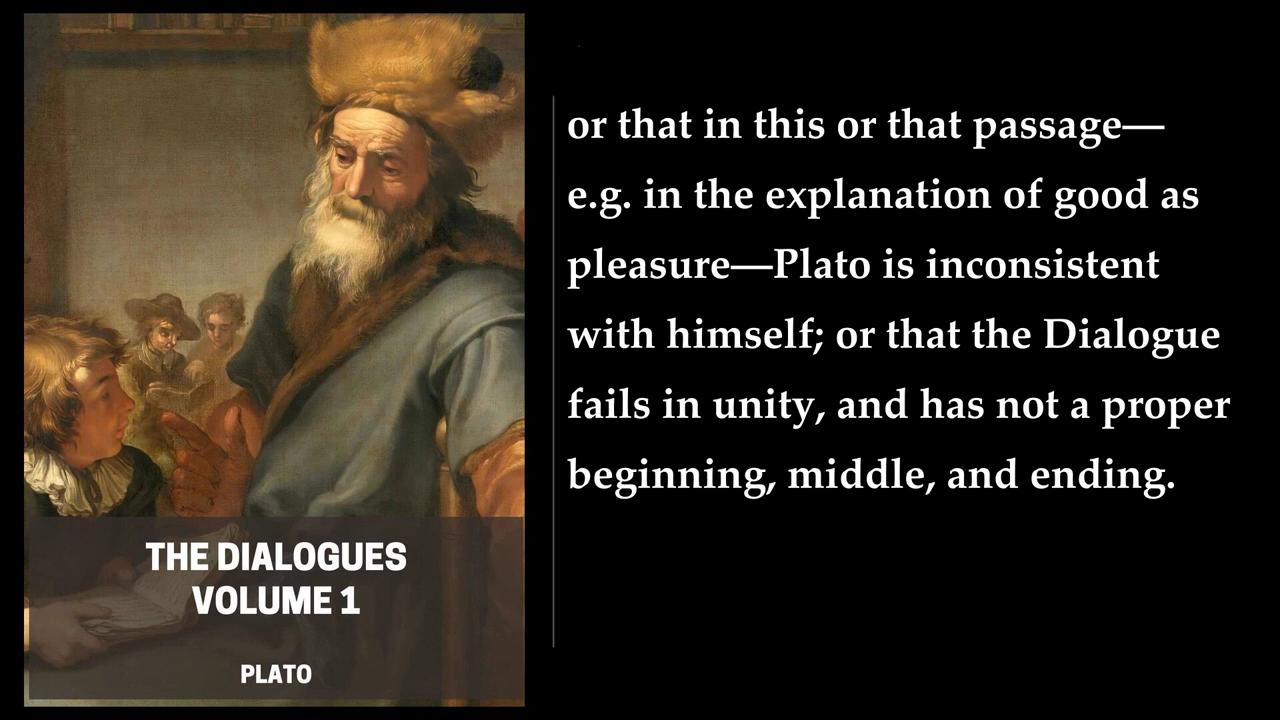 or that in this or that passage—
e.g. in the explanation of good as
pleasure—Plato is inconsistent
with himself; or that the Dialogue
fails in unity, and has not a proper
beginning, middle, and ending.
THE DIALOGUES
VOLUME 1
PLATO